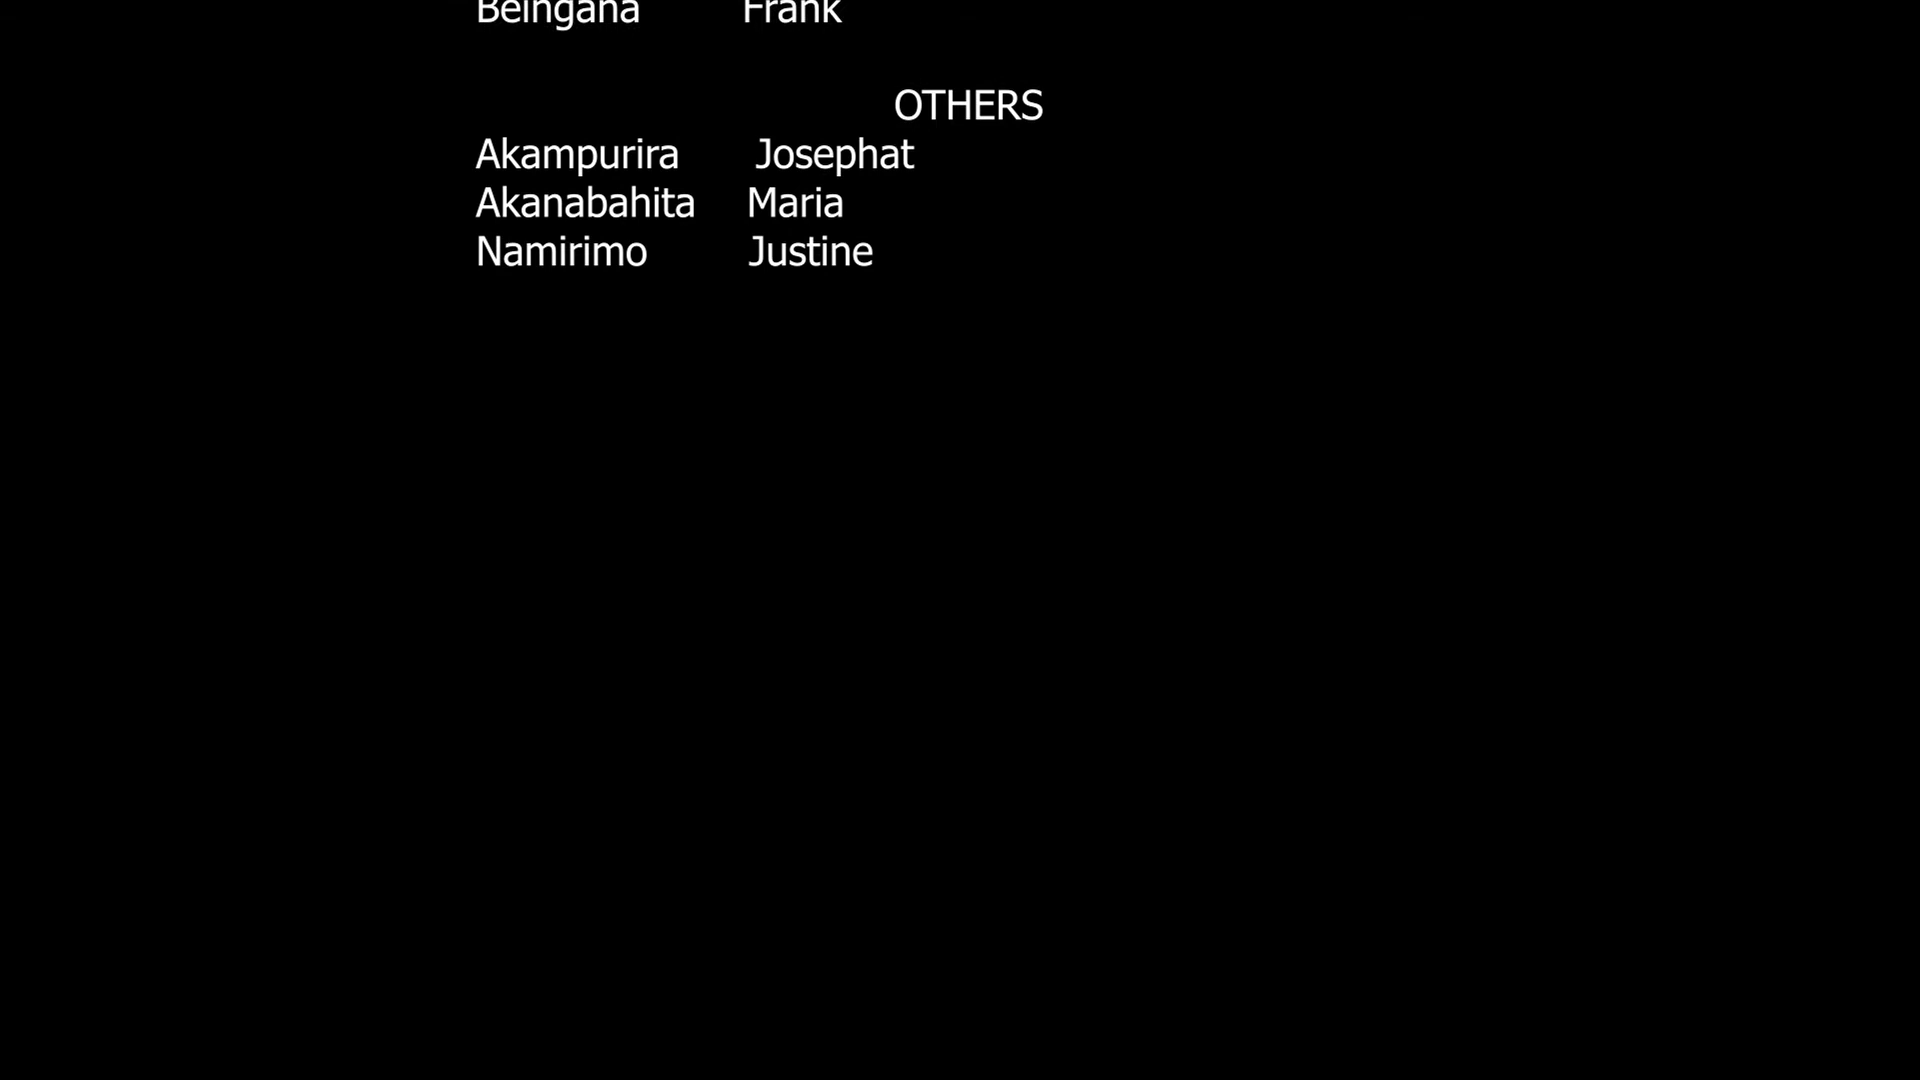 Beingana Frank
OTHERS
Akampurira Josephat
Akanabahita Maria
Namirimo Justine